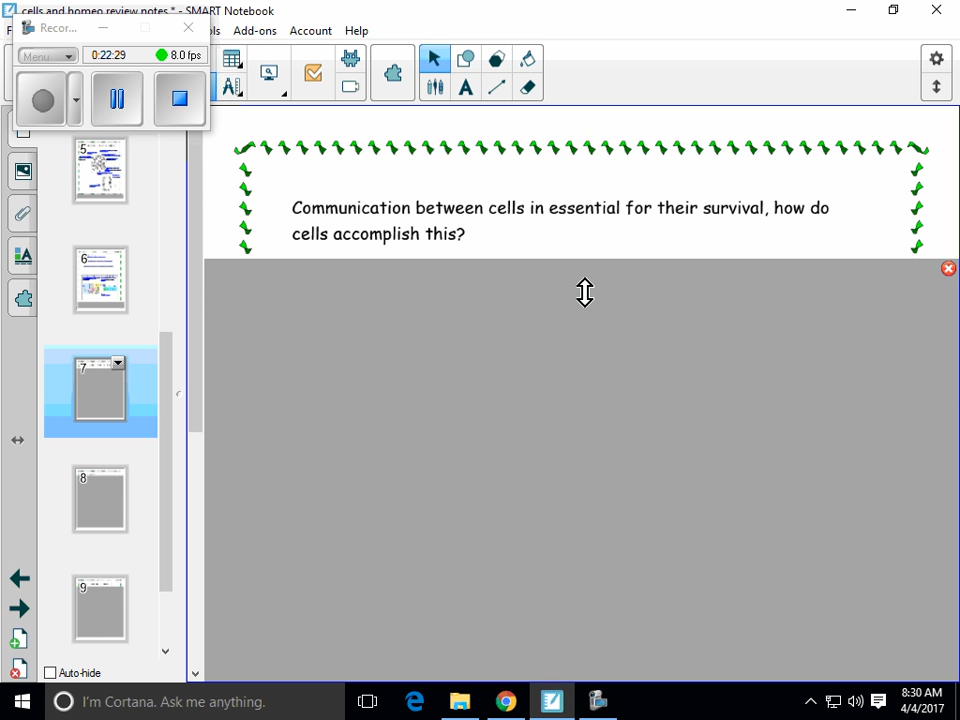 cells and homeo review notes * - SMART Notebook
Recor...
ols Add-ons Account Help
Menu 0:22:29 8.0 fps
5
6
7
8
9
Communication between cells in essential for their survival, how do
cells accomplish this?
Auto-hide
I'm Cortana. Ask me anything.
8:30 AM
4/4/2017